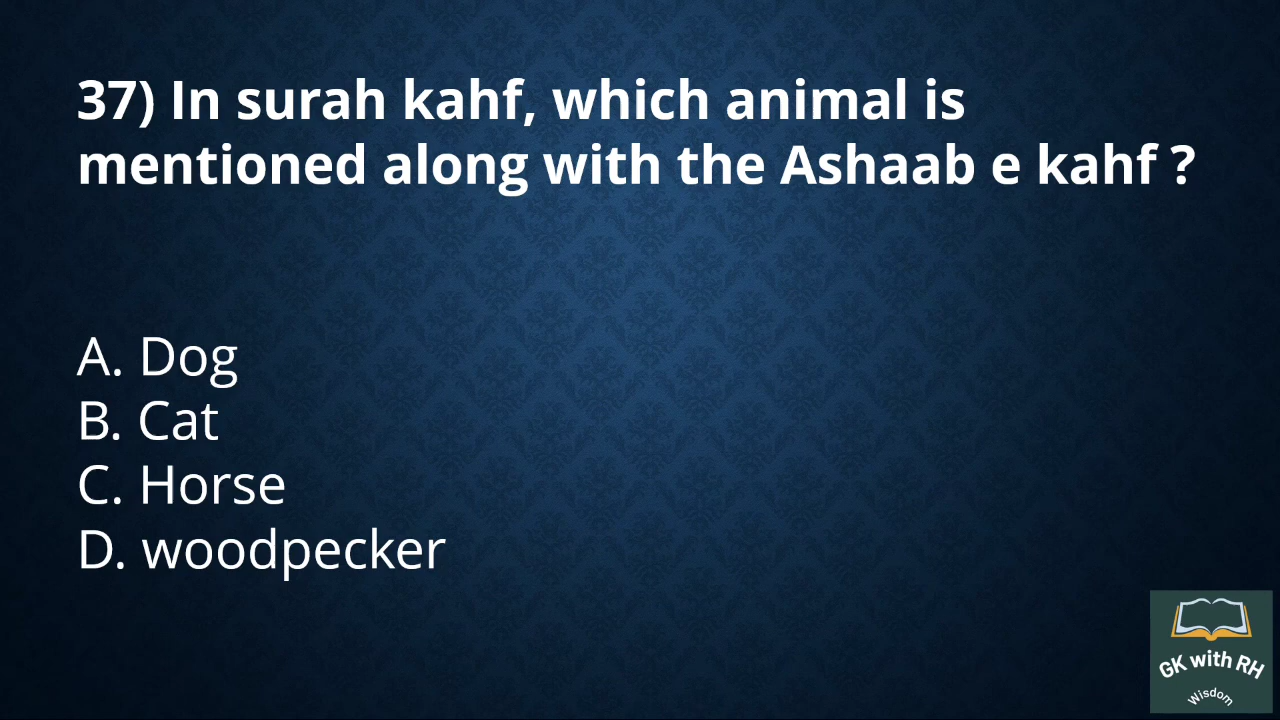 37) In surah kahf, which animal is
mentioned along with the Ashaab e kahf ?
A. Dog
B. Cat
C. Horse
D. woodpecker
GK with RH
Wisdom